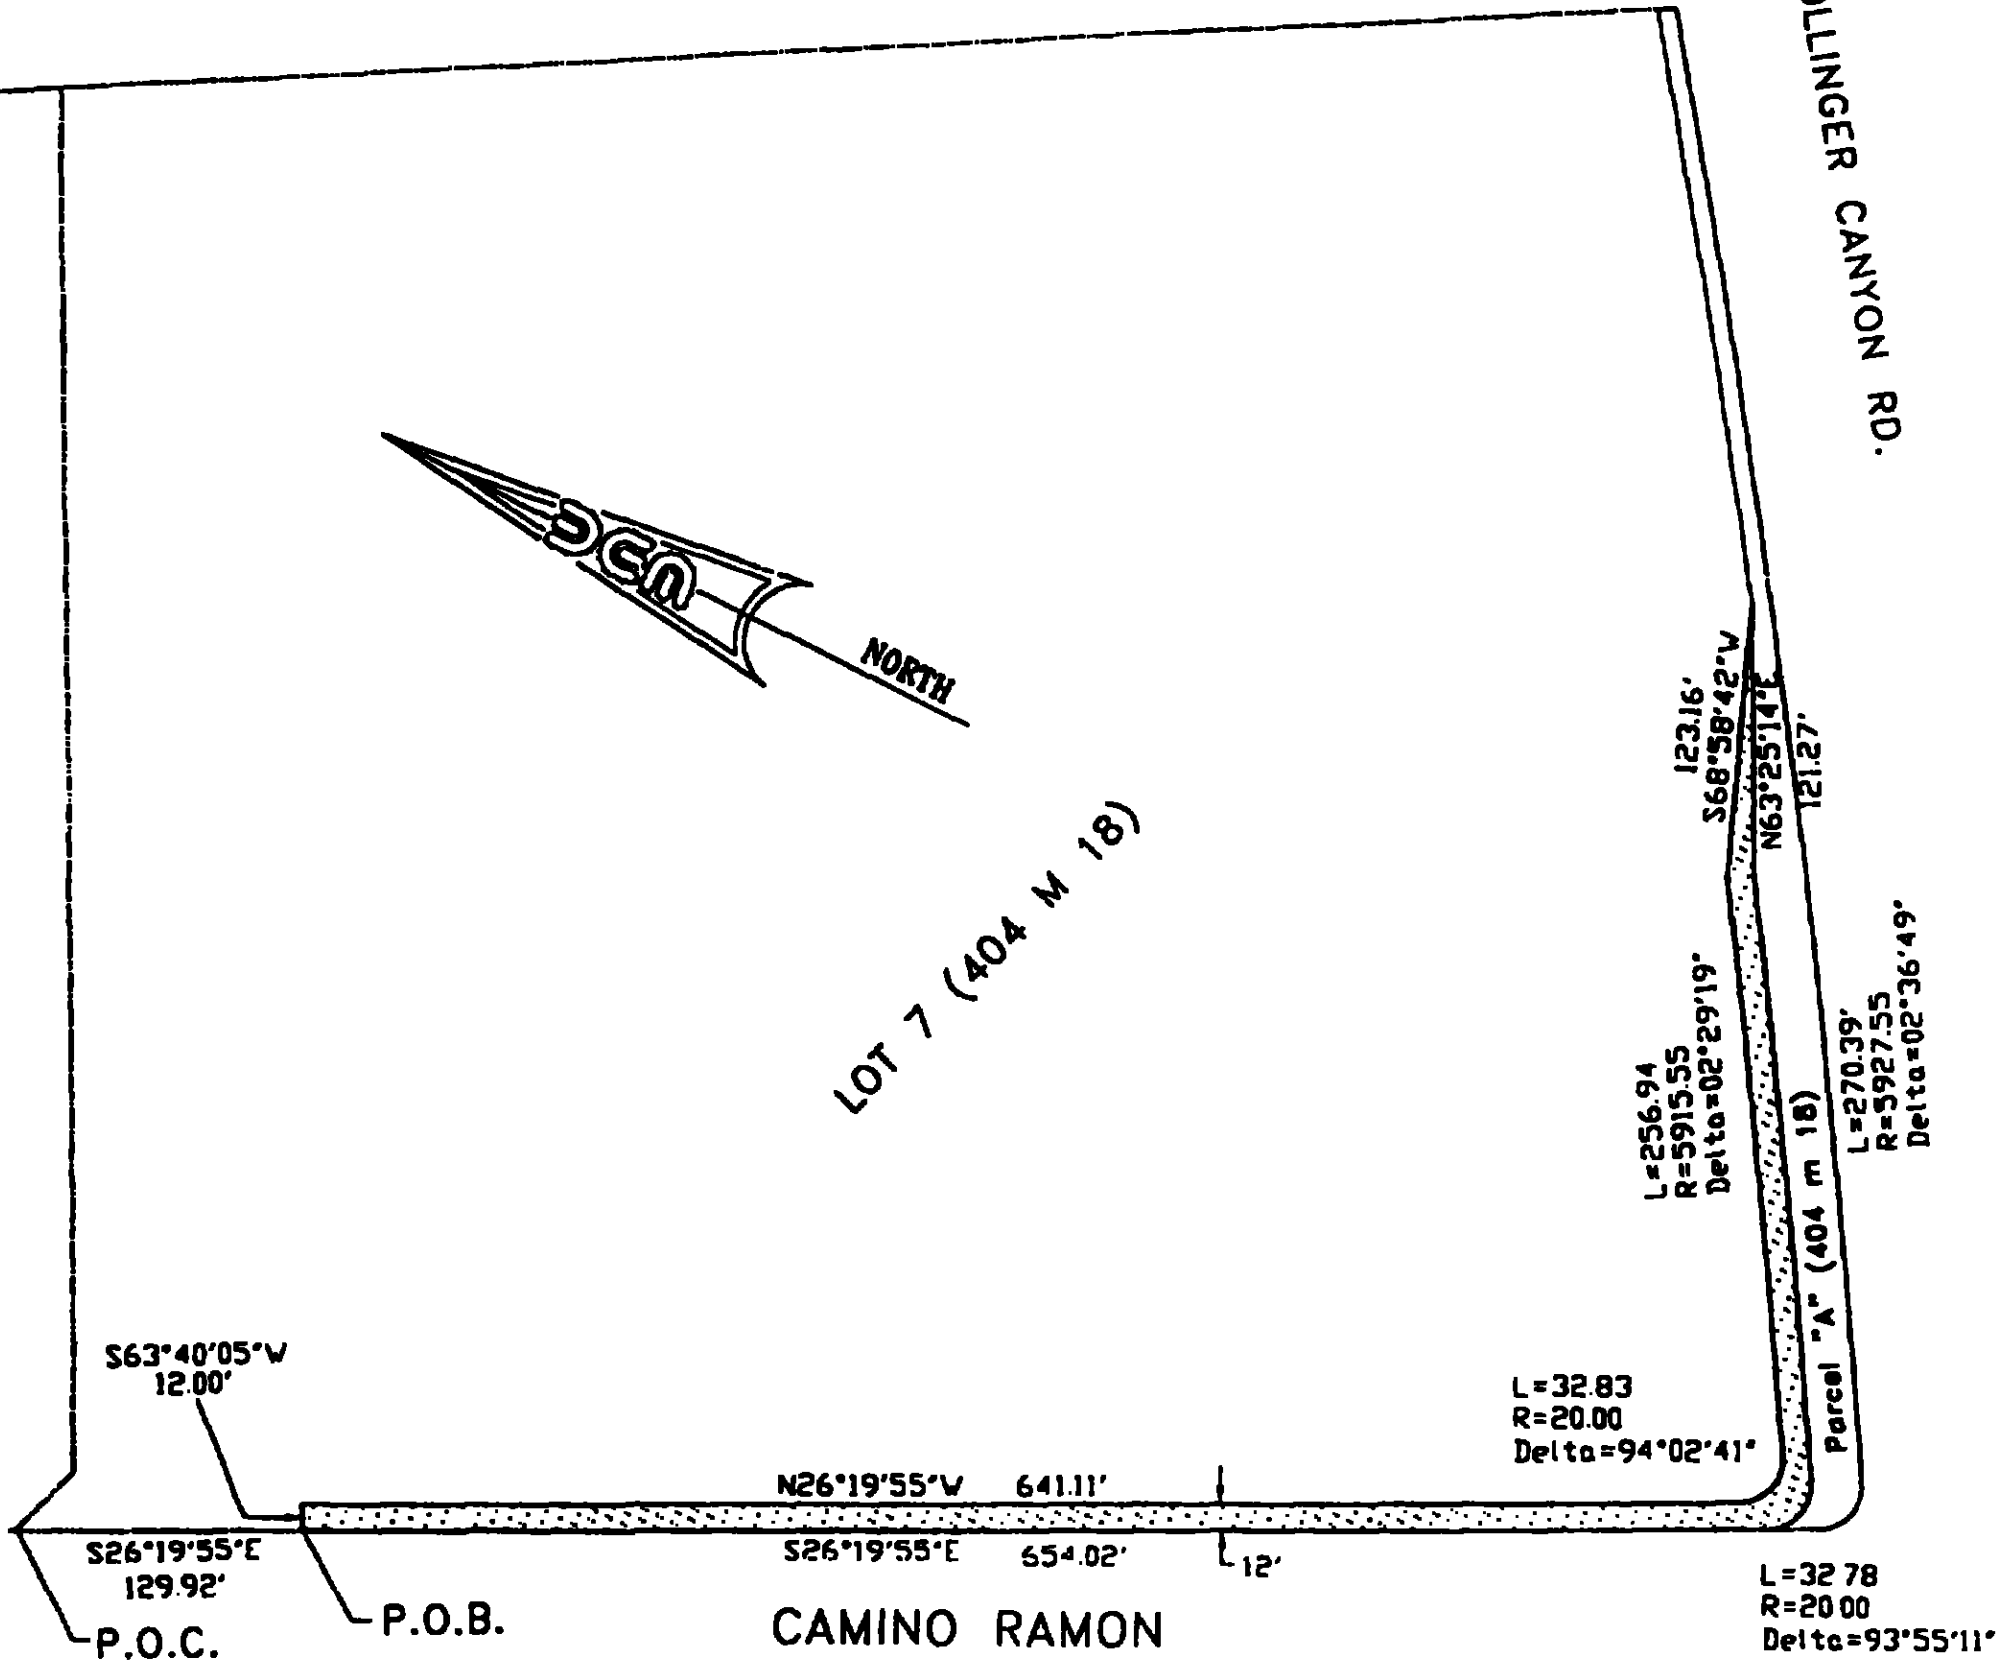 OLLINGER CANYON RD.
NORTH
LOT 7 (404 M 18)
123.16'
S68°58'42"W
N63°25'14"E
121.27'
L=256.94
R=5915.55
Delta=02°29'19"
L=270.39'
R=5927.55
Delta=02°36'49"
Parcel "A" (404 m 18)
S63°40'05"W
12.00'
L=32.83
R=20.00
Delta=94°02'41"
N26°19'55"W 641.11'
S26°19'55"E 654.02'
12'
S26°19'55"E
129.92'
P.O.C.
P.O.B.
CAMINO RAMON
L=32 78
R=20 00
Delta=93°55'11"